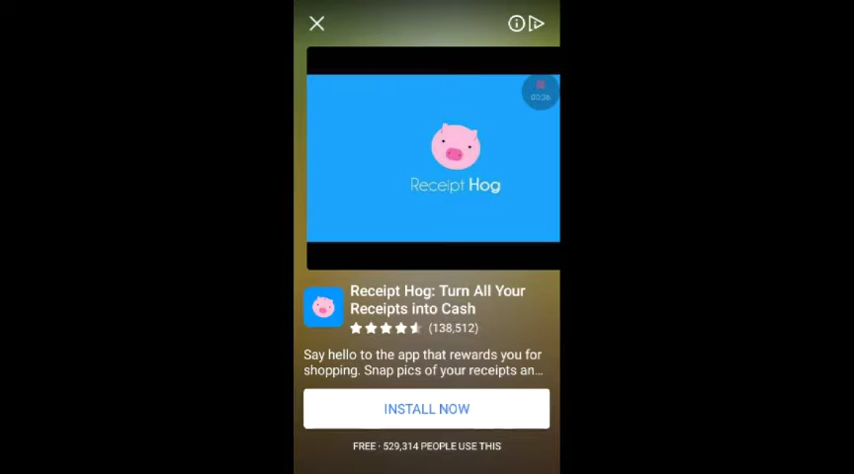 Receipt Hog
Receipt Hog: Turn All Your
Receipts into Cash
(138,512)
Say hello to the app that rewards you for
shopping. Snap pics of your receipts an...
INSTALL NOW
FREE · 529,314 PEOPLE USE THIS